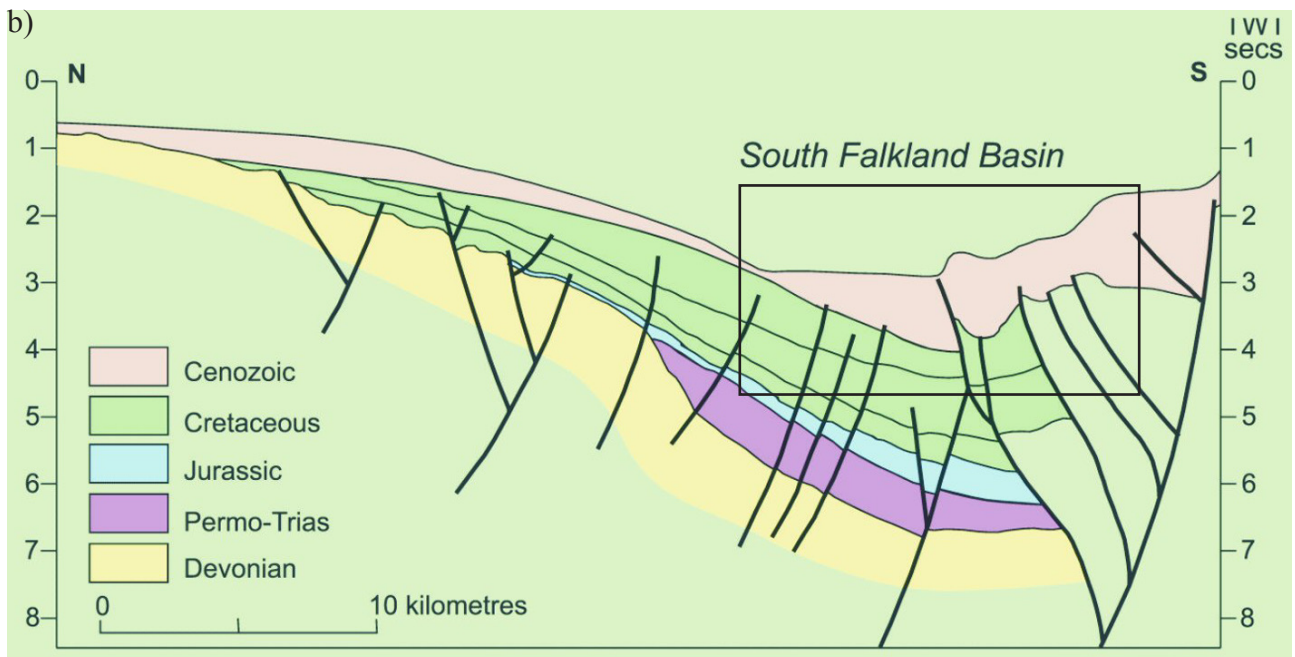 b)
TWT
secs
N
S
0
1
2
3
4
5
6
7
8
0
1
2
3
4
5
6
7
8
South Falkland Basin
Cenozoic
Cretaceous
Jurassic
Permo-Trias
Devonian
0 10 kilometres